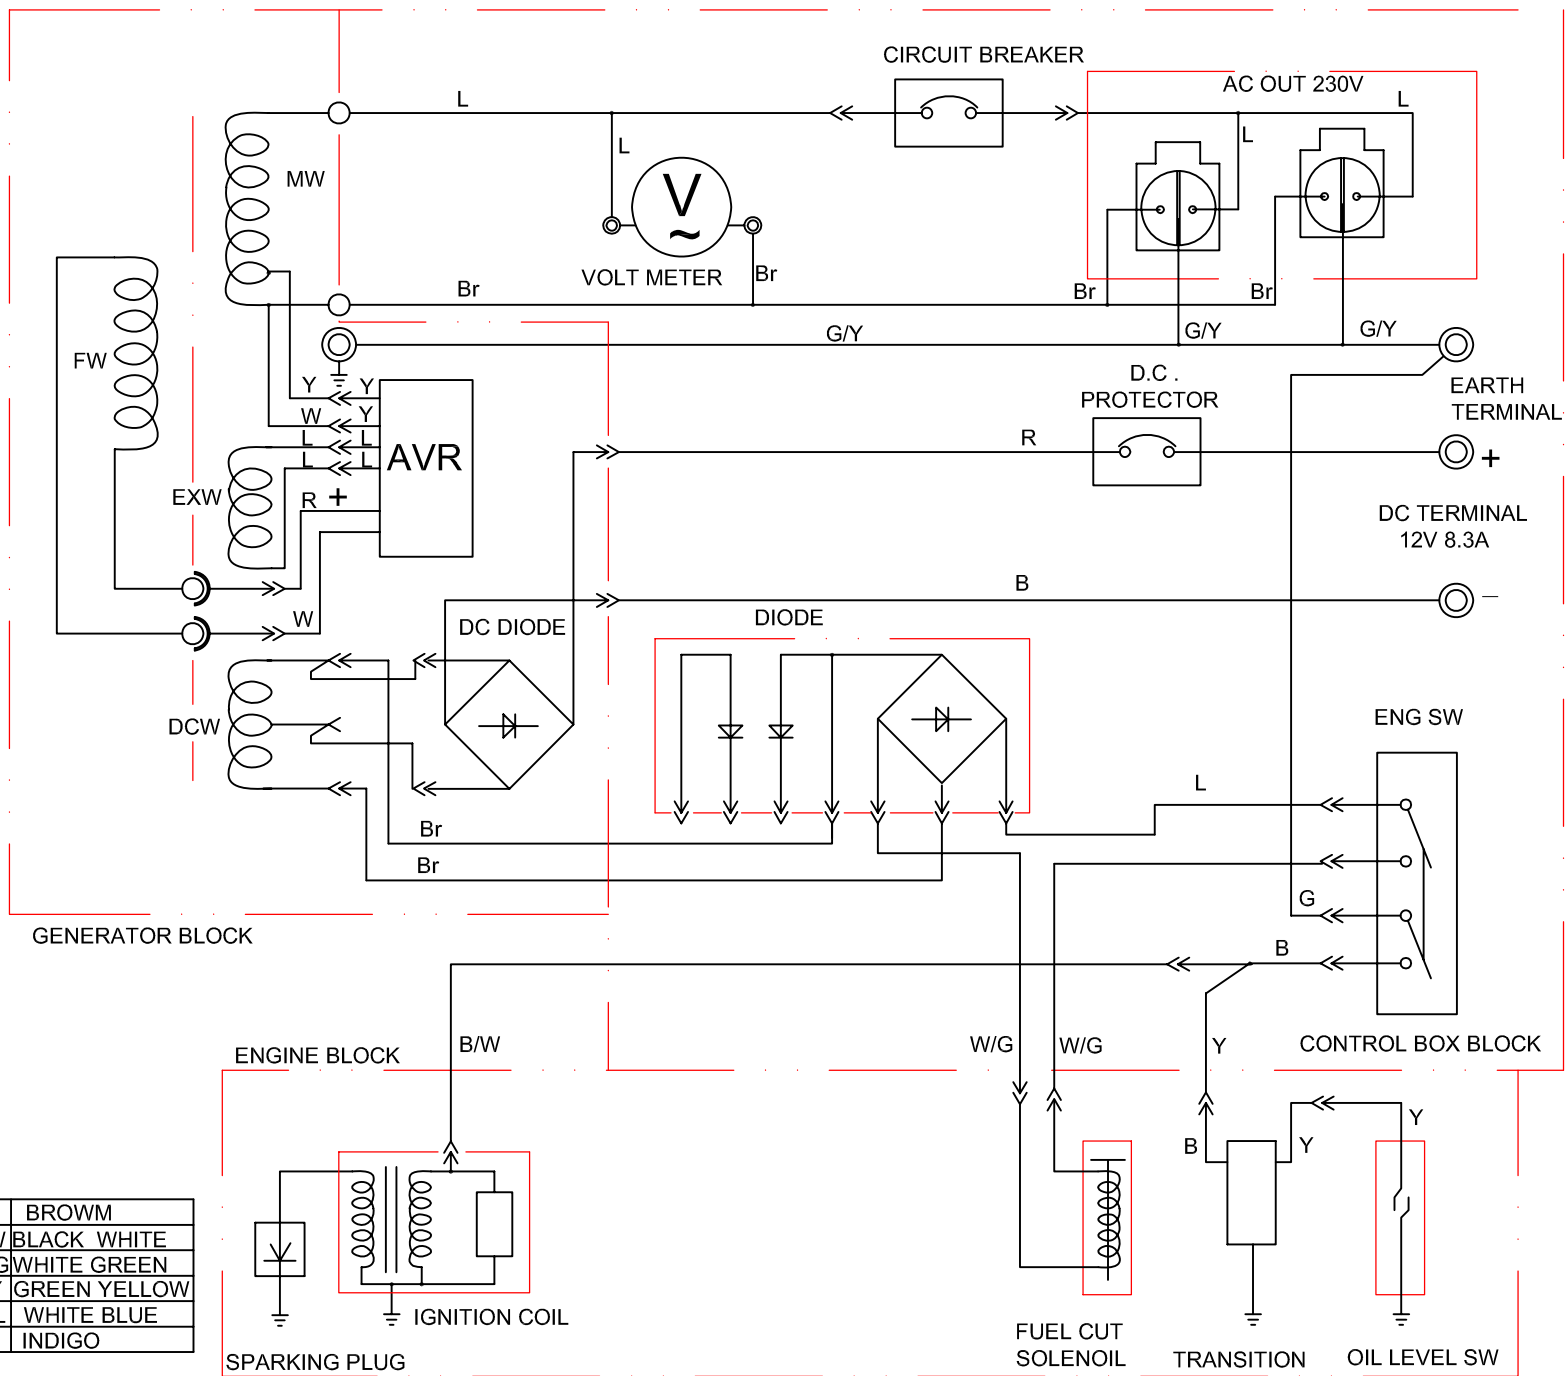 CIRCUIT BREAKER
AC OUT 230V
L
L
L
L
MW
V
~
VOLT METER
Br
Br
Br
Br
G/Y
G/Y
G/Y
FW
Y
Y
W
Y
L
L
L
L
AVR
EXW
R +
D.C .
PROTECTOR
R
EARTH
TERMINAL
+
DC TERMINAL
12V 8.3A
B
–
W
DC DIODE
DIODE
DCW
ENG SW
L
Br
Br
G
B
GENERATOR BLOCK
B/W
W/G
W/G
Y
CONTROL BOX BLOCK
ENGINE BLOCK
B
Y
Y
BROWM
W BLACK WHITE
G WHITE GREEN
Y GREEN YELLOW
L WHITE BLUE
INDIGO
IGNITION COIL
SPARKING PLUG
FUEL CUT
SOLENOIL
TRANSITION
OIL LEVEL SW